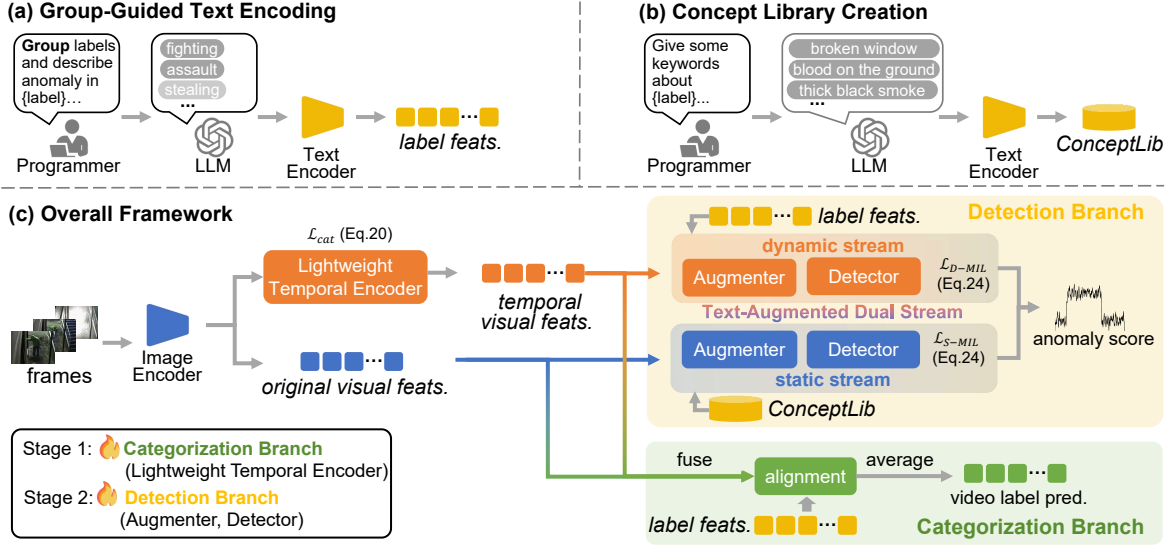 (a) Group-Guided Text Encoding
Group labels
and describe
anomaly in
{label}...
fighting
assault
stealing
...
Programmer
LLM
Text
Encoder
label feats.
(b) Concept Library Creation
Give some
keywords
about
{label}...
broken window
blood on the ground
thick black smoke
...
Programmer
LLM
Text
Encoder
ConceptLib
(c) Overall Framework
frames
Image
Encoder
ℒcat (Eq.20)
Lightweight
Temporal Encoder
temporal
visual feats.
original visual feats.
label feats.
Detection Branch
dynamic stream
Augmenter
Detector
ℒD−MIL
(Eq.24)
Text-Augmented Dual Stream
Augmenter
Detector
ℒS−MIL
(Eq.24)
static stream
ConceptLib
anomaly score
Stage 1: Categorization Branch
(Lightweight Temporal Encoder)
Stage 2: Detection Branch
(Augmenter, Detector)
fuse
alignment
average
video label pred.
label feats.
Categorization Branch